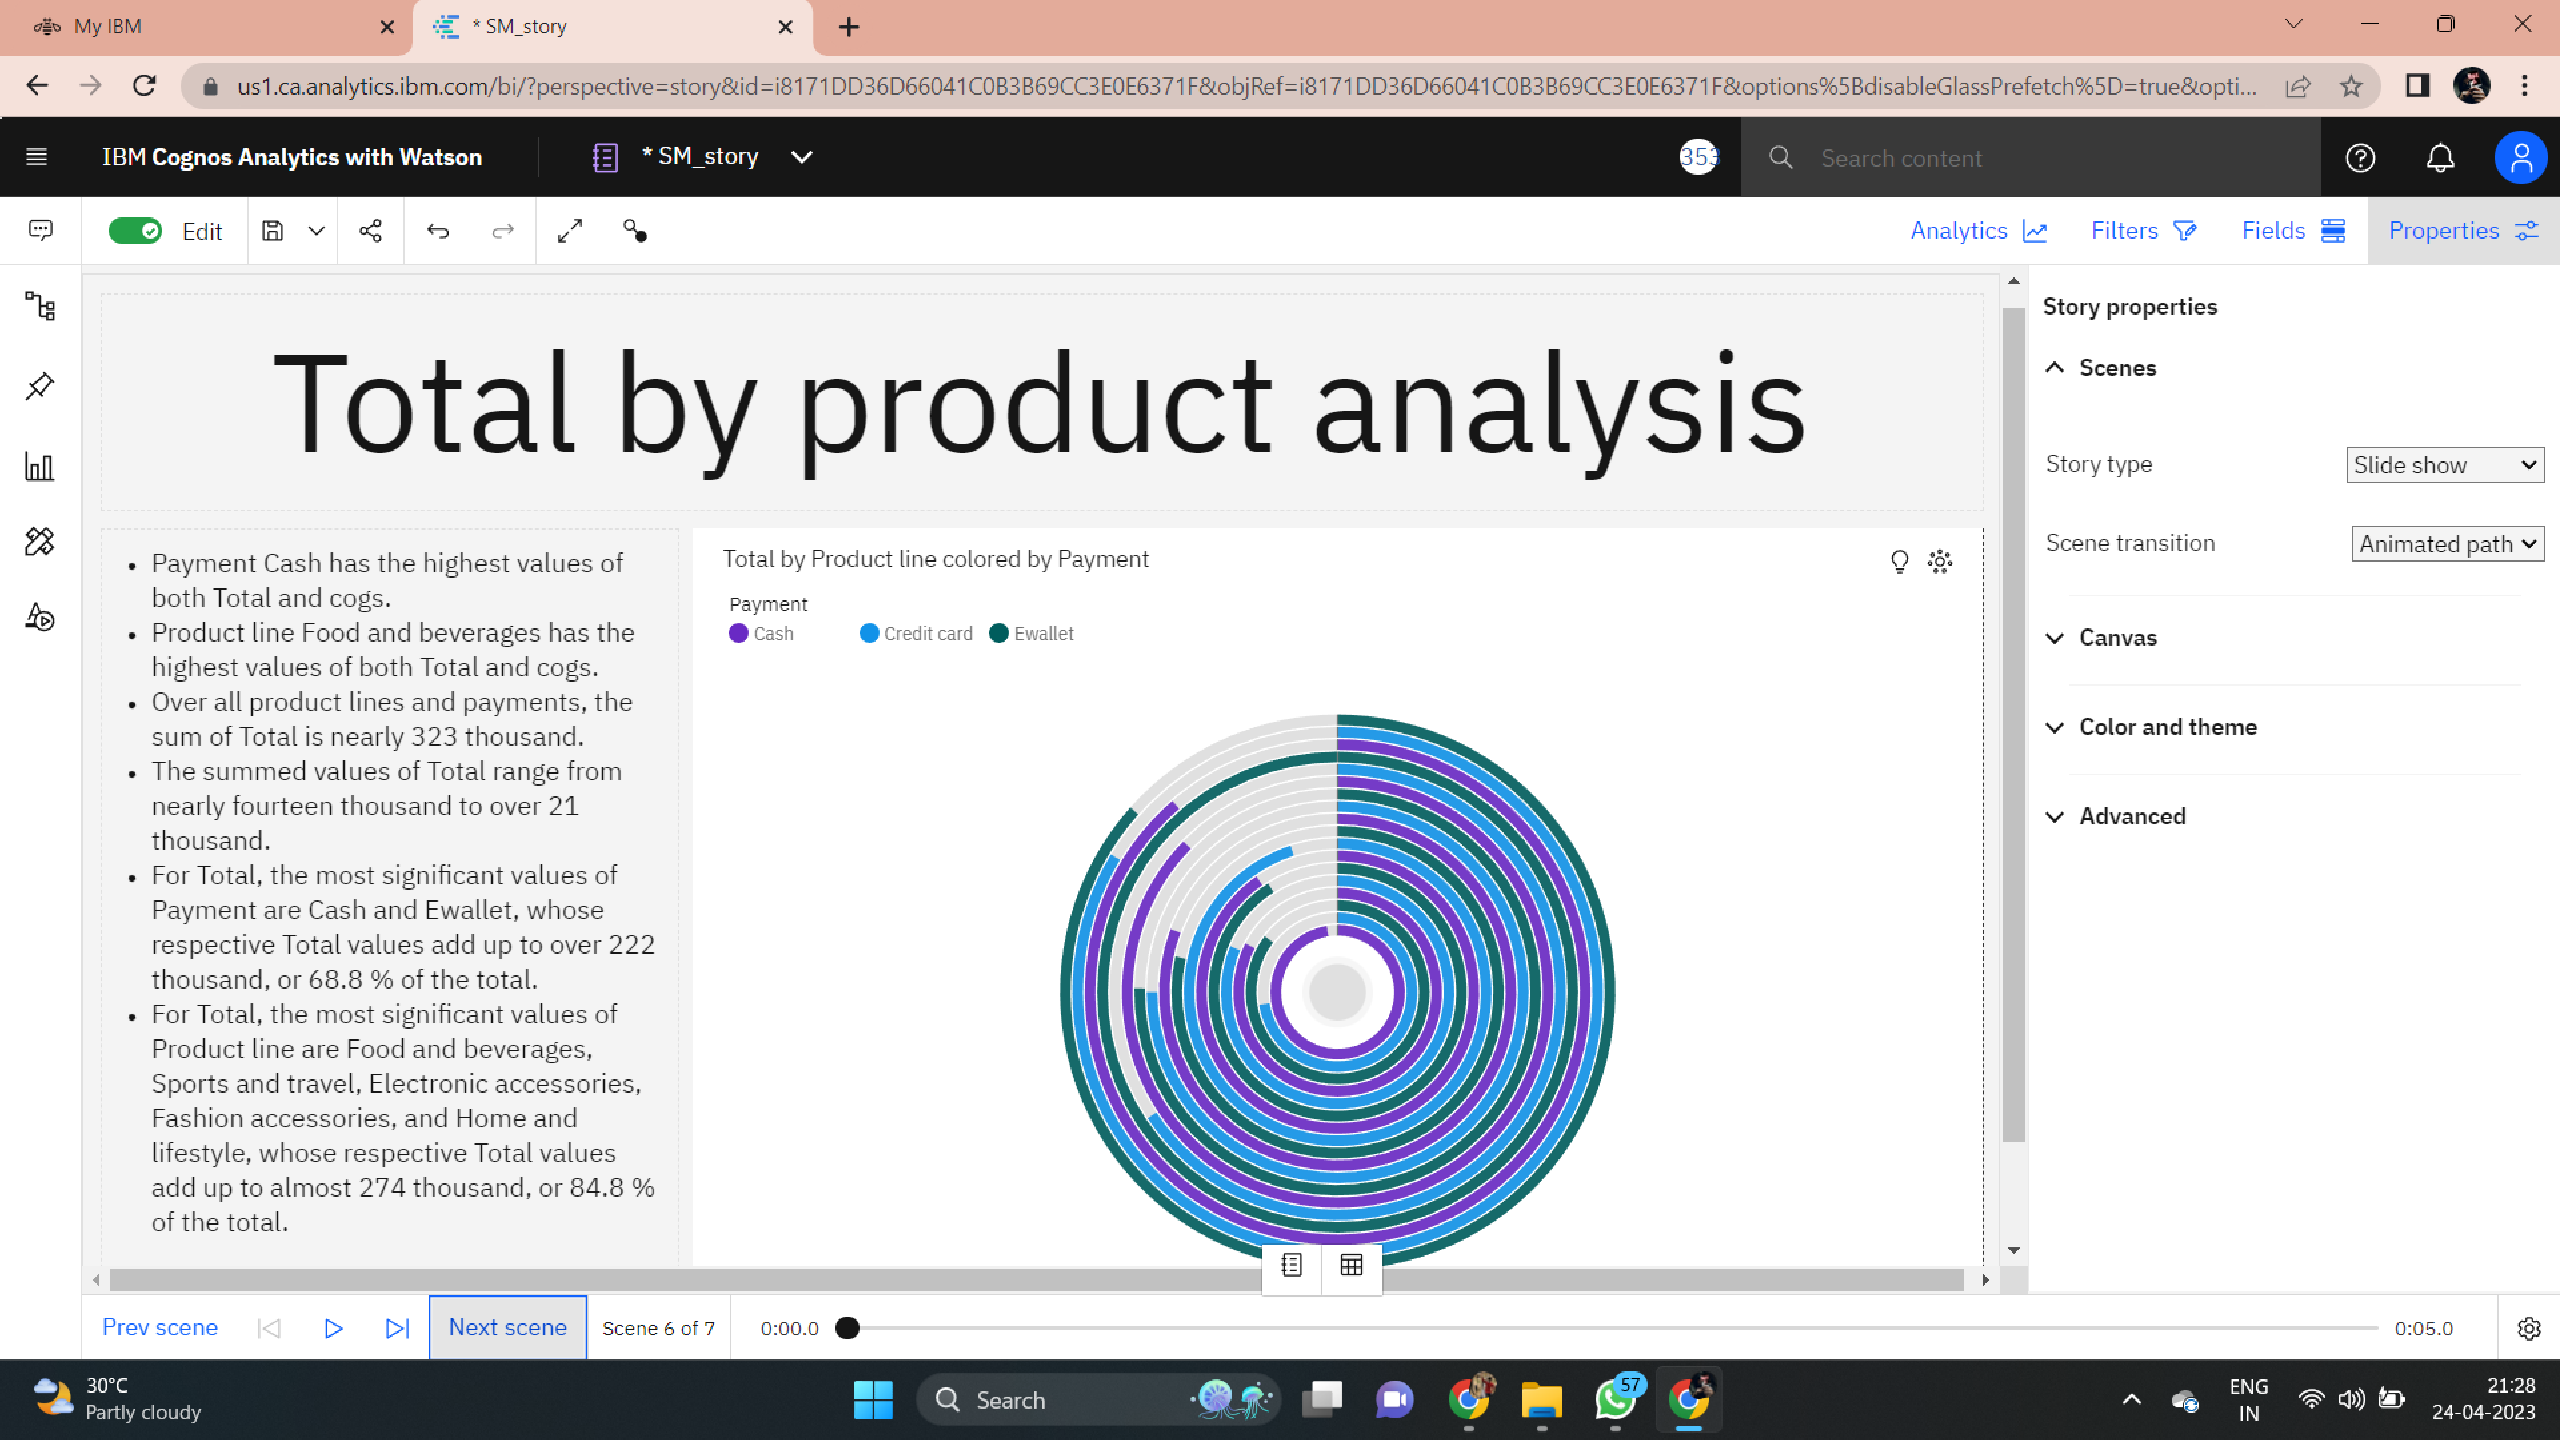 My IBM
* SM_story
us1.ca.analytics.ibm.com/bi/?perspective=story&id=i8171DD36D66041C0B3B69CC3E0E6371F&objRef=i8171DD36D66041C0B3B69CC3E0E6371F&options%5BdisableGlassPrefetch%5D=true&opti...
IBM Cognos Analytics with Watson
* SM_story
353
Search content
Edit
Analytics
Filters
Fields
Properties
Total by product analysis
• Payment Cash has the highest values of
both Total and cogs.
• Product line Food and beverages has the
highest values of both Total and cogs.
• Over all product lines and payments, the
sum of Total is nearly 323 thousand.
• The summed values of Total range from
nearly fourteen thousand to over 21
thousand.
• For Total, the most significant values of
Payment are Cash and Ewallet, whose
respective Total values add up to over 222
thousand, or 68.8 % of the total.
• For Total, the most significant values of
Product line are Food and beverages,
Sports and travel, Electronic accessories,
Fashion accessories, and Home and
lifestyle, whose respective Total values
add up to almost 274 thousand, or 84.8 %
of the total.
Total by Product line colored by Payment
Payment
Cash
Credit card
Ewallet
Story properties
Scenes
Story type
Slide show
Scene transition
Animated path
Canvas
Color and theme
Advanced
Prev scene
Next scene
Scene 6 of 7
0:00.0
0:05.0
30°C
Partly cloudy
Search
57
ENG
IN
21:28
24-04-2023